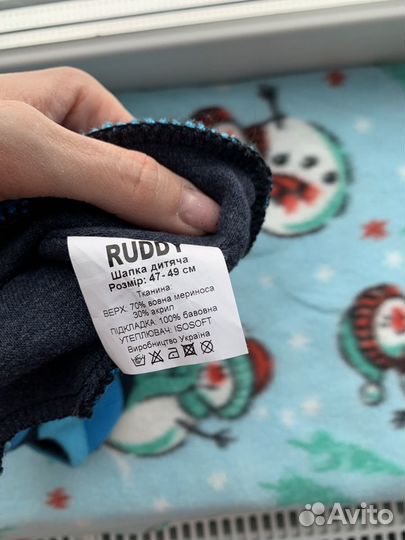 RUDDY
Шапка дитяча
Розмір: 47-49 см
Тканина:
ВЕРХ: 70% вовна мериноса
30% акрил
ПІДКЛАДКА: 100% бавовна
УТЕПЛЮВАЧ: ISOSOFT
Виробництво Україна
Avito